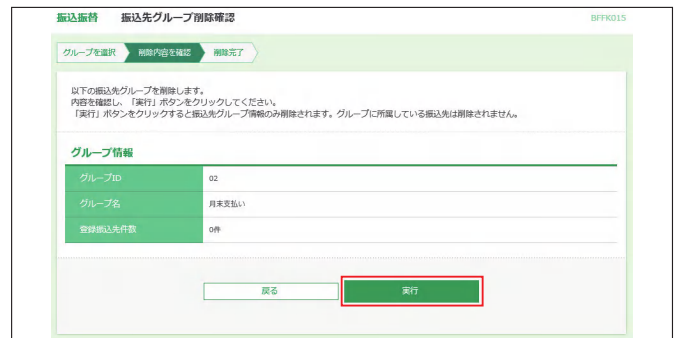 振込振替 振込先グループ削除確認 BFFK015
グループを選択 削除内容を確認 削除完了
以下の振込先グループを削除します。
内容を確認し、「実行」ボタンをクリックしてください。
「実行」ボタンをクリックすると振込先グループ情報のみ削除されます。グループに所属している振込先は削除されません。
グループ情報
グループID 02
グループ名 月末支払い
登録振込先件数 0件
戻る 実行